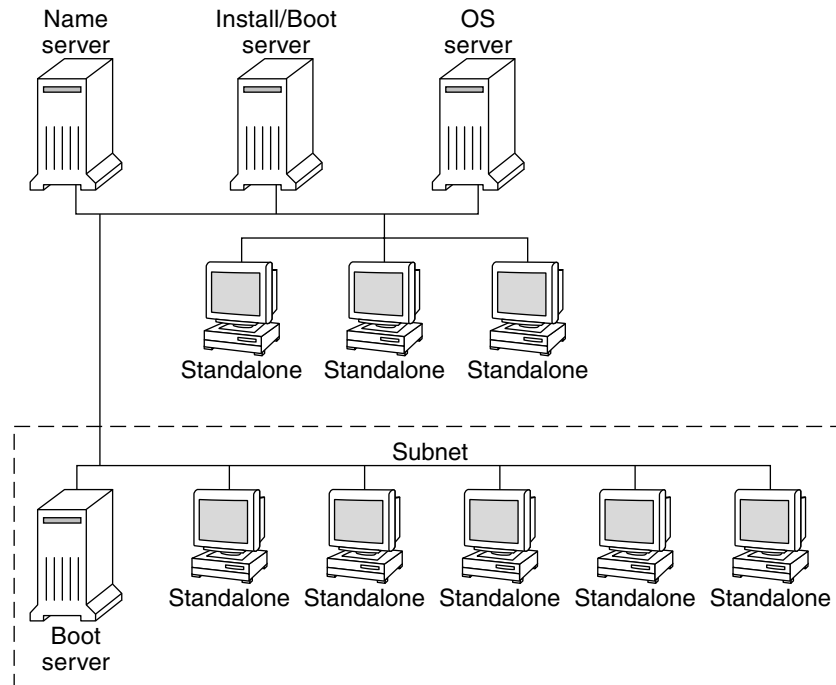 Name
server
Install/Boot
server
OS
server
Standalone
Standalone
Standalone
Subnet
Standalone
Standalone
Standalone
Standalone
Standalone
Boot
server